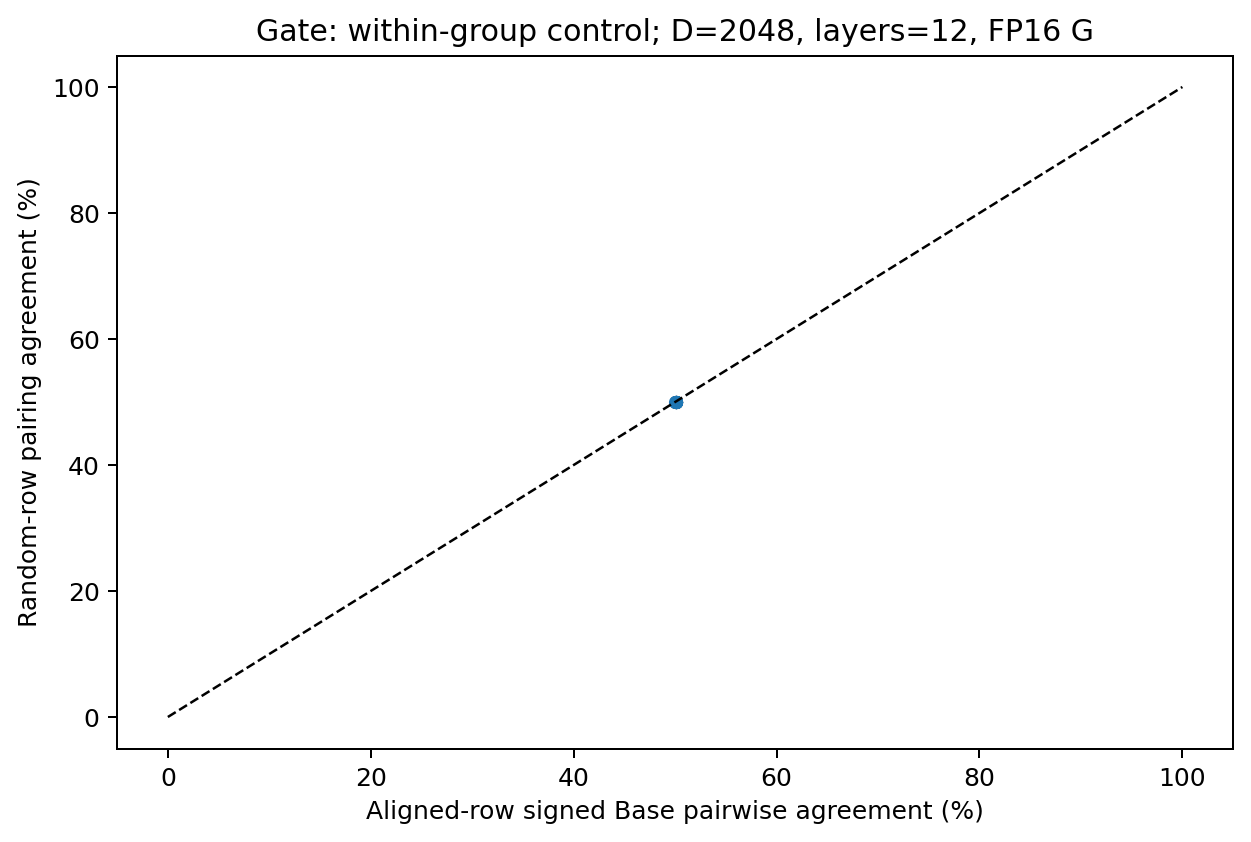 Gate: within-group control; D=2048, layers=12, FP16 G
100
80
60
40
20
0
Random-row pairing agreement (%)
0 20 40 60 80 100
Aligned-row signed Base pairwise agreement (%)